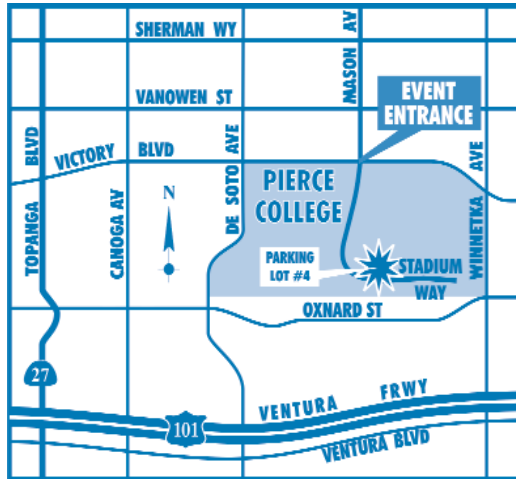 SHERMAN WY
MASON AV
VANOWEN ST
EVENT
ENTRANCE
TOPANGA BLVD
VICTORY BLVD
CANOGA AV
DE SOTO AVE
WINNETKA AVE
N
PIERCE
COLLEGE
PARKING
LOT #4
STADIUM
WAY
OXNARD ST
27
101
VENTURA FRWY
VENTURA BLVD